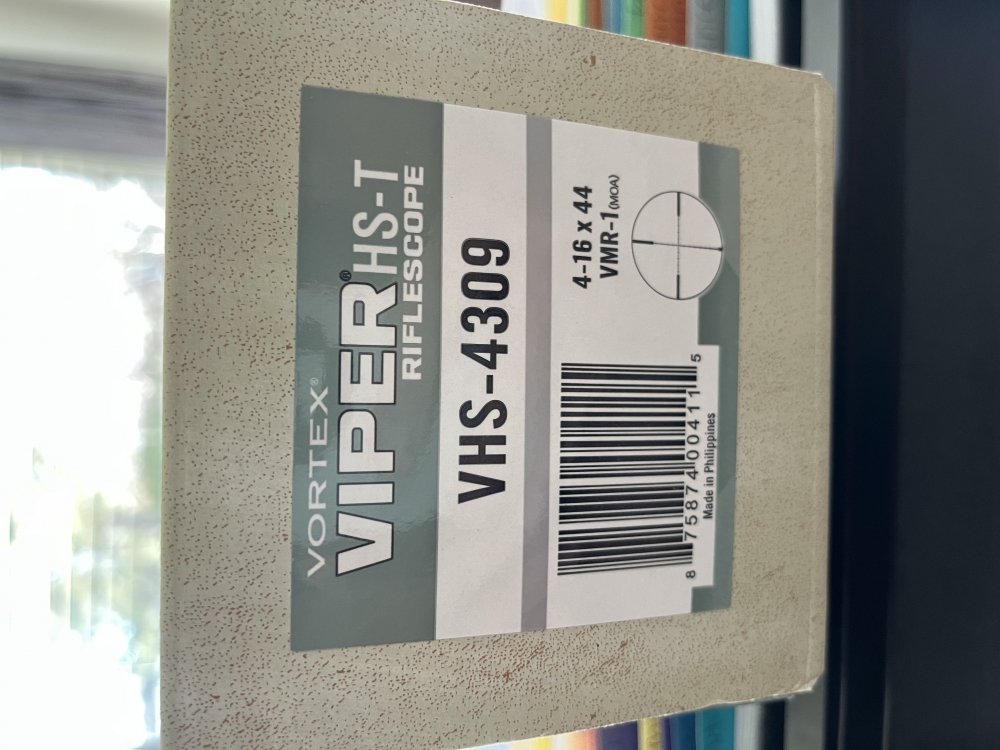 VORTEX®
VIPER® HS-T
RIFLESCOPE
VHS-4309
4-16 x 44
VMR-1 (MOA)
8 75874 00411 5
Made in Philippines